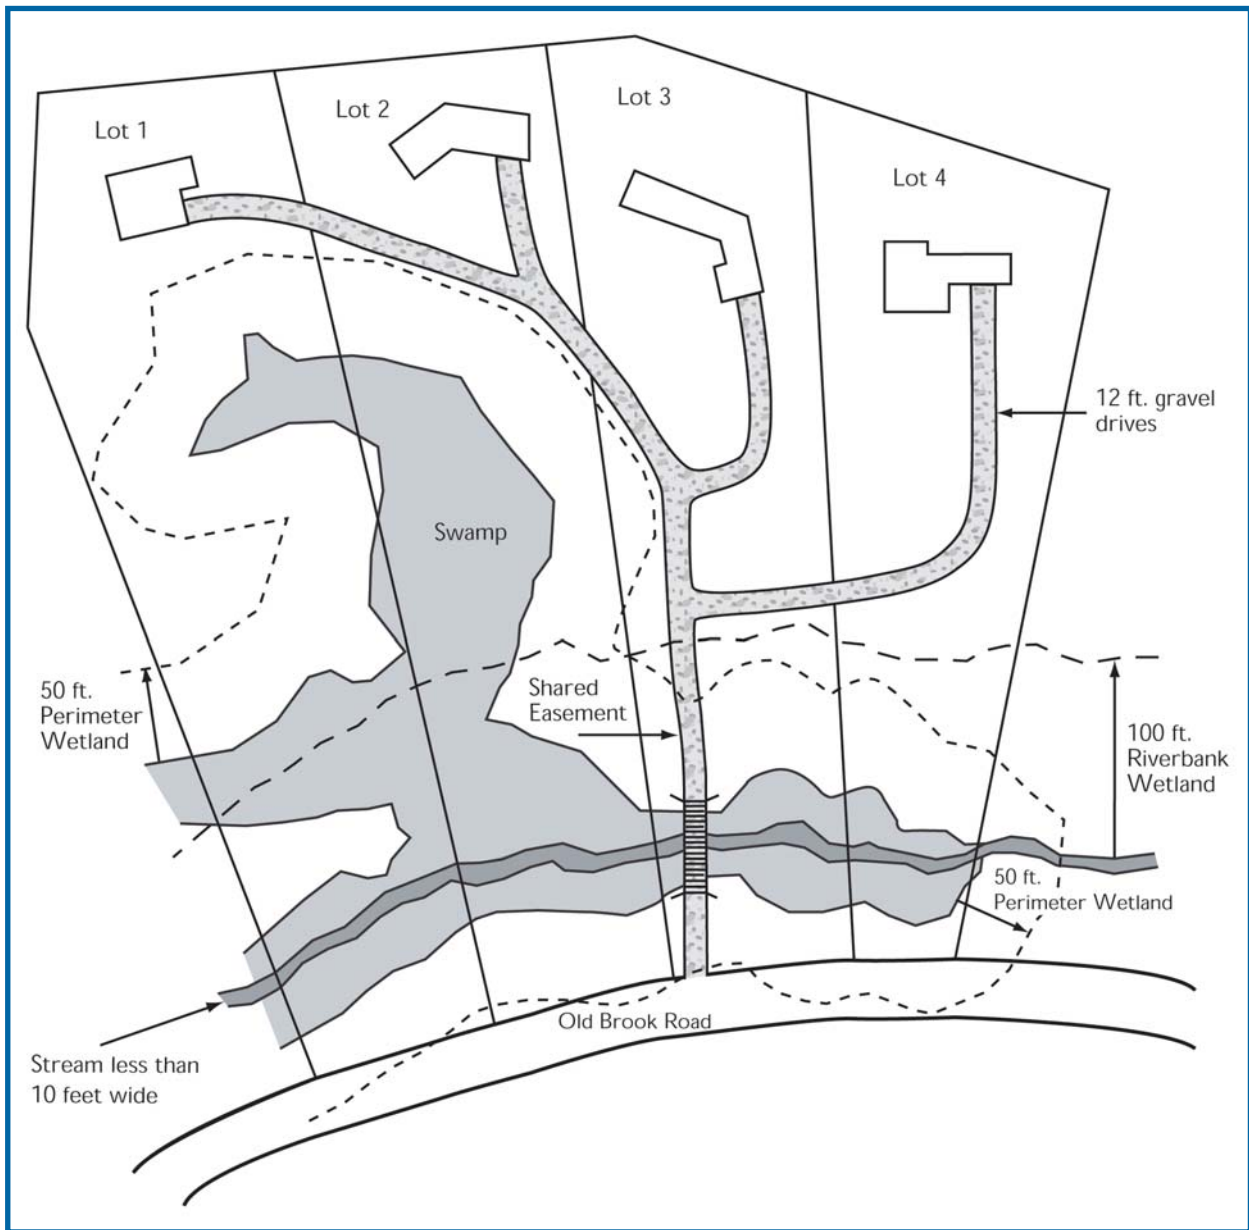 Lot 1
Lot 2
Lot 3
Lot 4
12 ft. gravel
drives
Swamp
50 ft.
Perimeter
Wetland
Shared
Easement
100 ft.
Riverbank
Wetland
50 ft.
Perimeter Wetland
Old Brook Road
Stream less than
10 feet wide